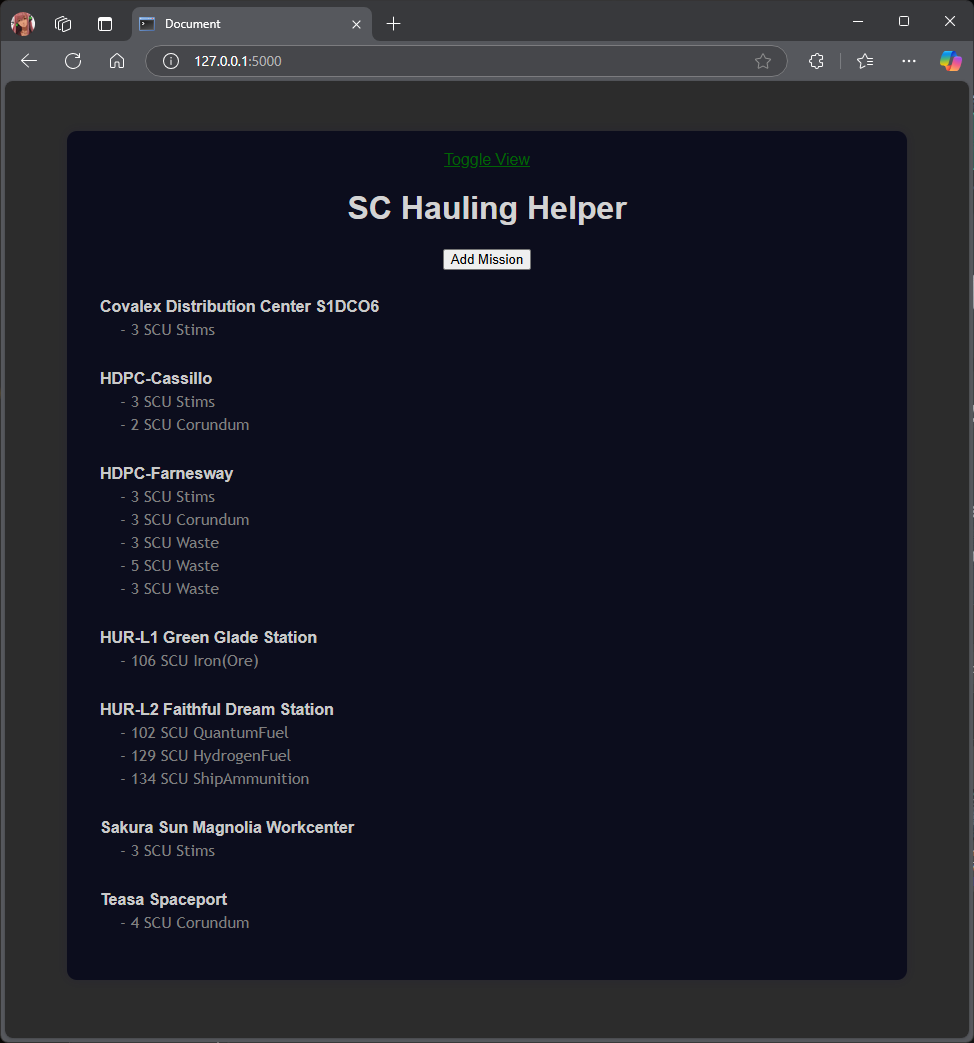 Document
127.0.0.1:5000
Toggle View
SC Hauling Helper
Add Mission
Covalex Distribution Center S1DCO6
- 3 SCU Stims
HDPC-Cassillo
- 3 SCU Stims
- 2 SCU Corundum
HDPC-Farnesway
- 3 SCU Stims
- 3 SCU Corundum
- 3 SCU Waste
- 5 SCU Waste
- 3 SCU Waste
HUR-L1 Green Glade Station
- 106 SCU Iron(Ore)
HUR-L2 Faithful Dream Station
- 102 SCU QuantumFuel
- 129 SCU HydrogenFuel
- 134 SCU ShipAmmunition
Sakura Sun Magnolia Workcenter
- 3 SCU Stims
Teasa Spaceport
- 4 SCU Corundum